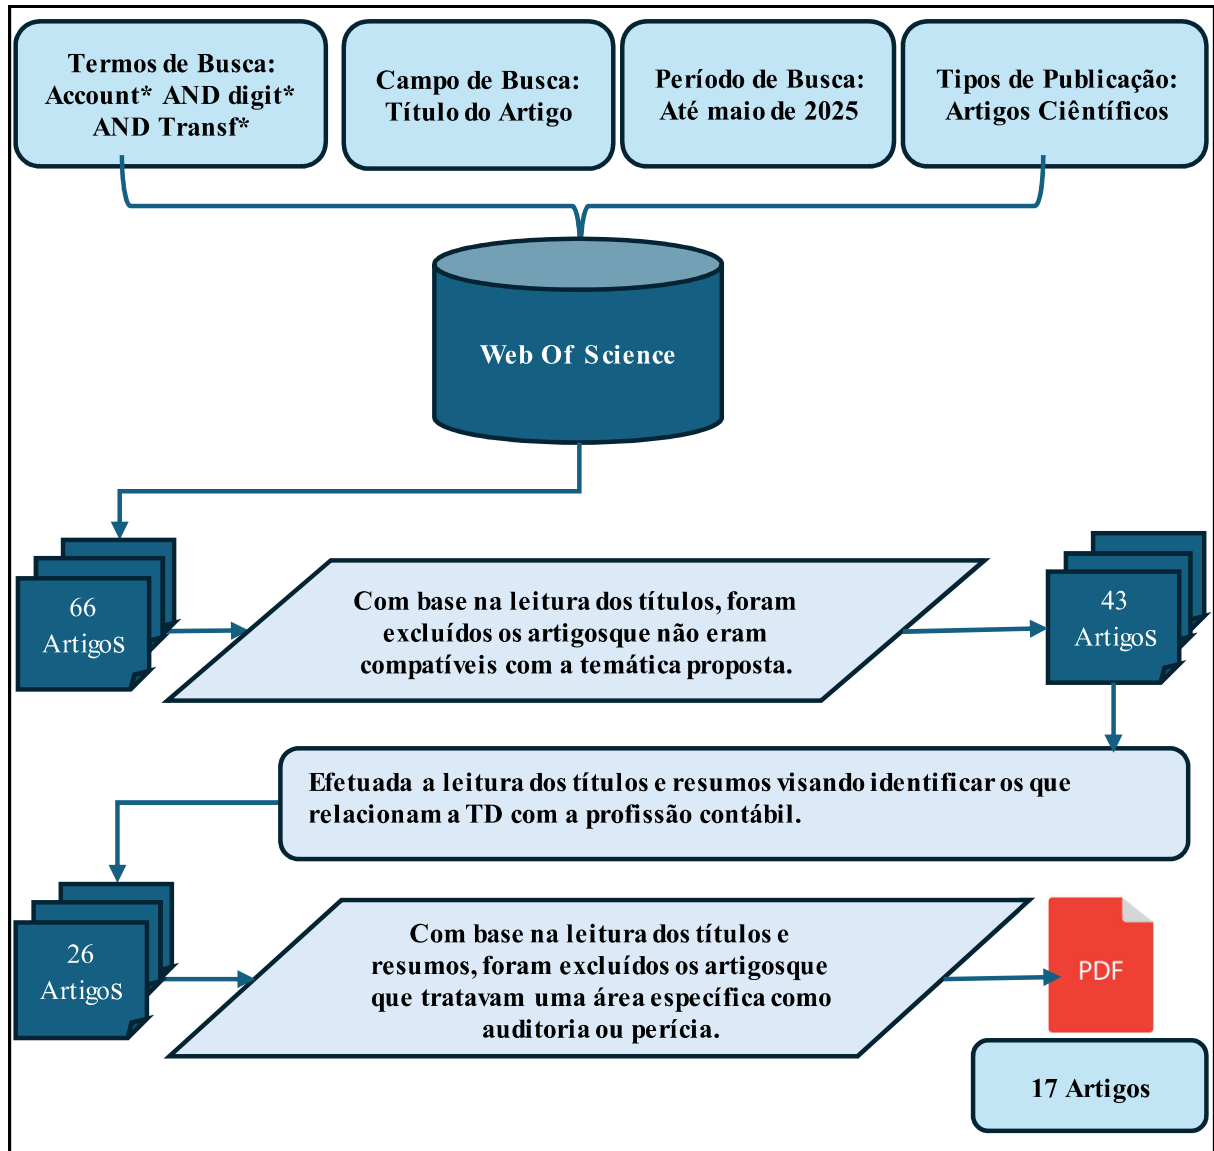 Termos de Busca:
Account* AND digit*
AND Transf*
Campo de Busca:
Título do Artigo
Período de Busca:
Até maio de 2025
Tipos de Publicação:
Artigos Ciêntíficos
Web Of Science
66
ArtigoS
Com base na leitura dos títulos, foram
excluídos os artigosque não eram
compatíveis com a temática proposta.
43
ArtigoS
Efetuada a leitura dos títulos e resumos visando identificar os que
relacionam a TD com a profissão contábil.
26
ArtigoS
Com base na leitura dos títulos e
resumos, foram excluídos os artigosque
que tratavam uma área específica como
auditoria ou perícia.
PDF
17 Artigos